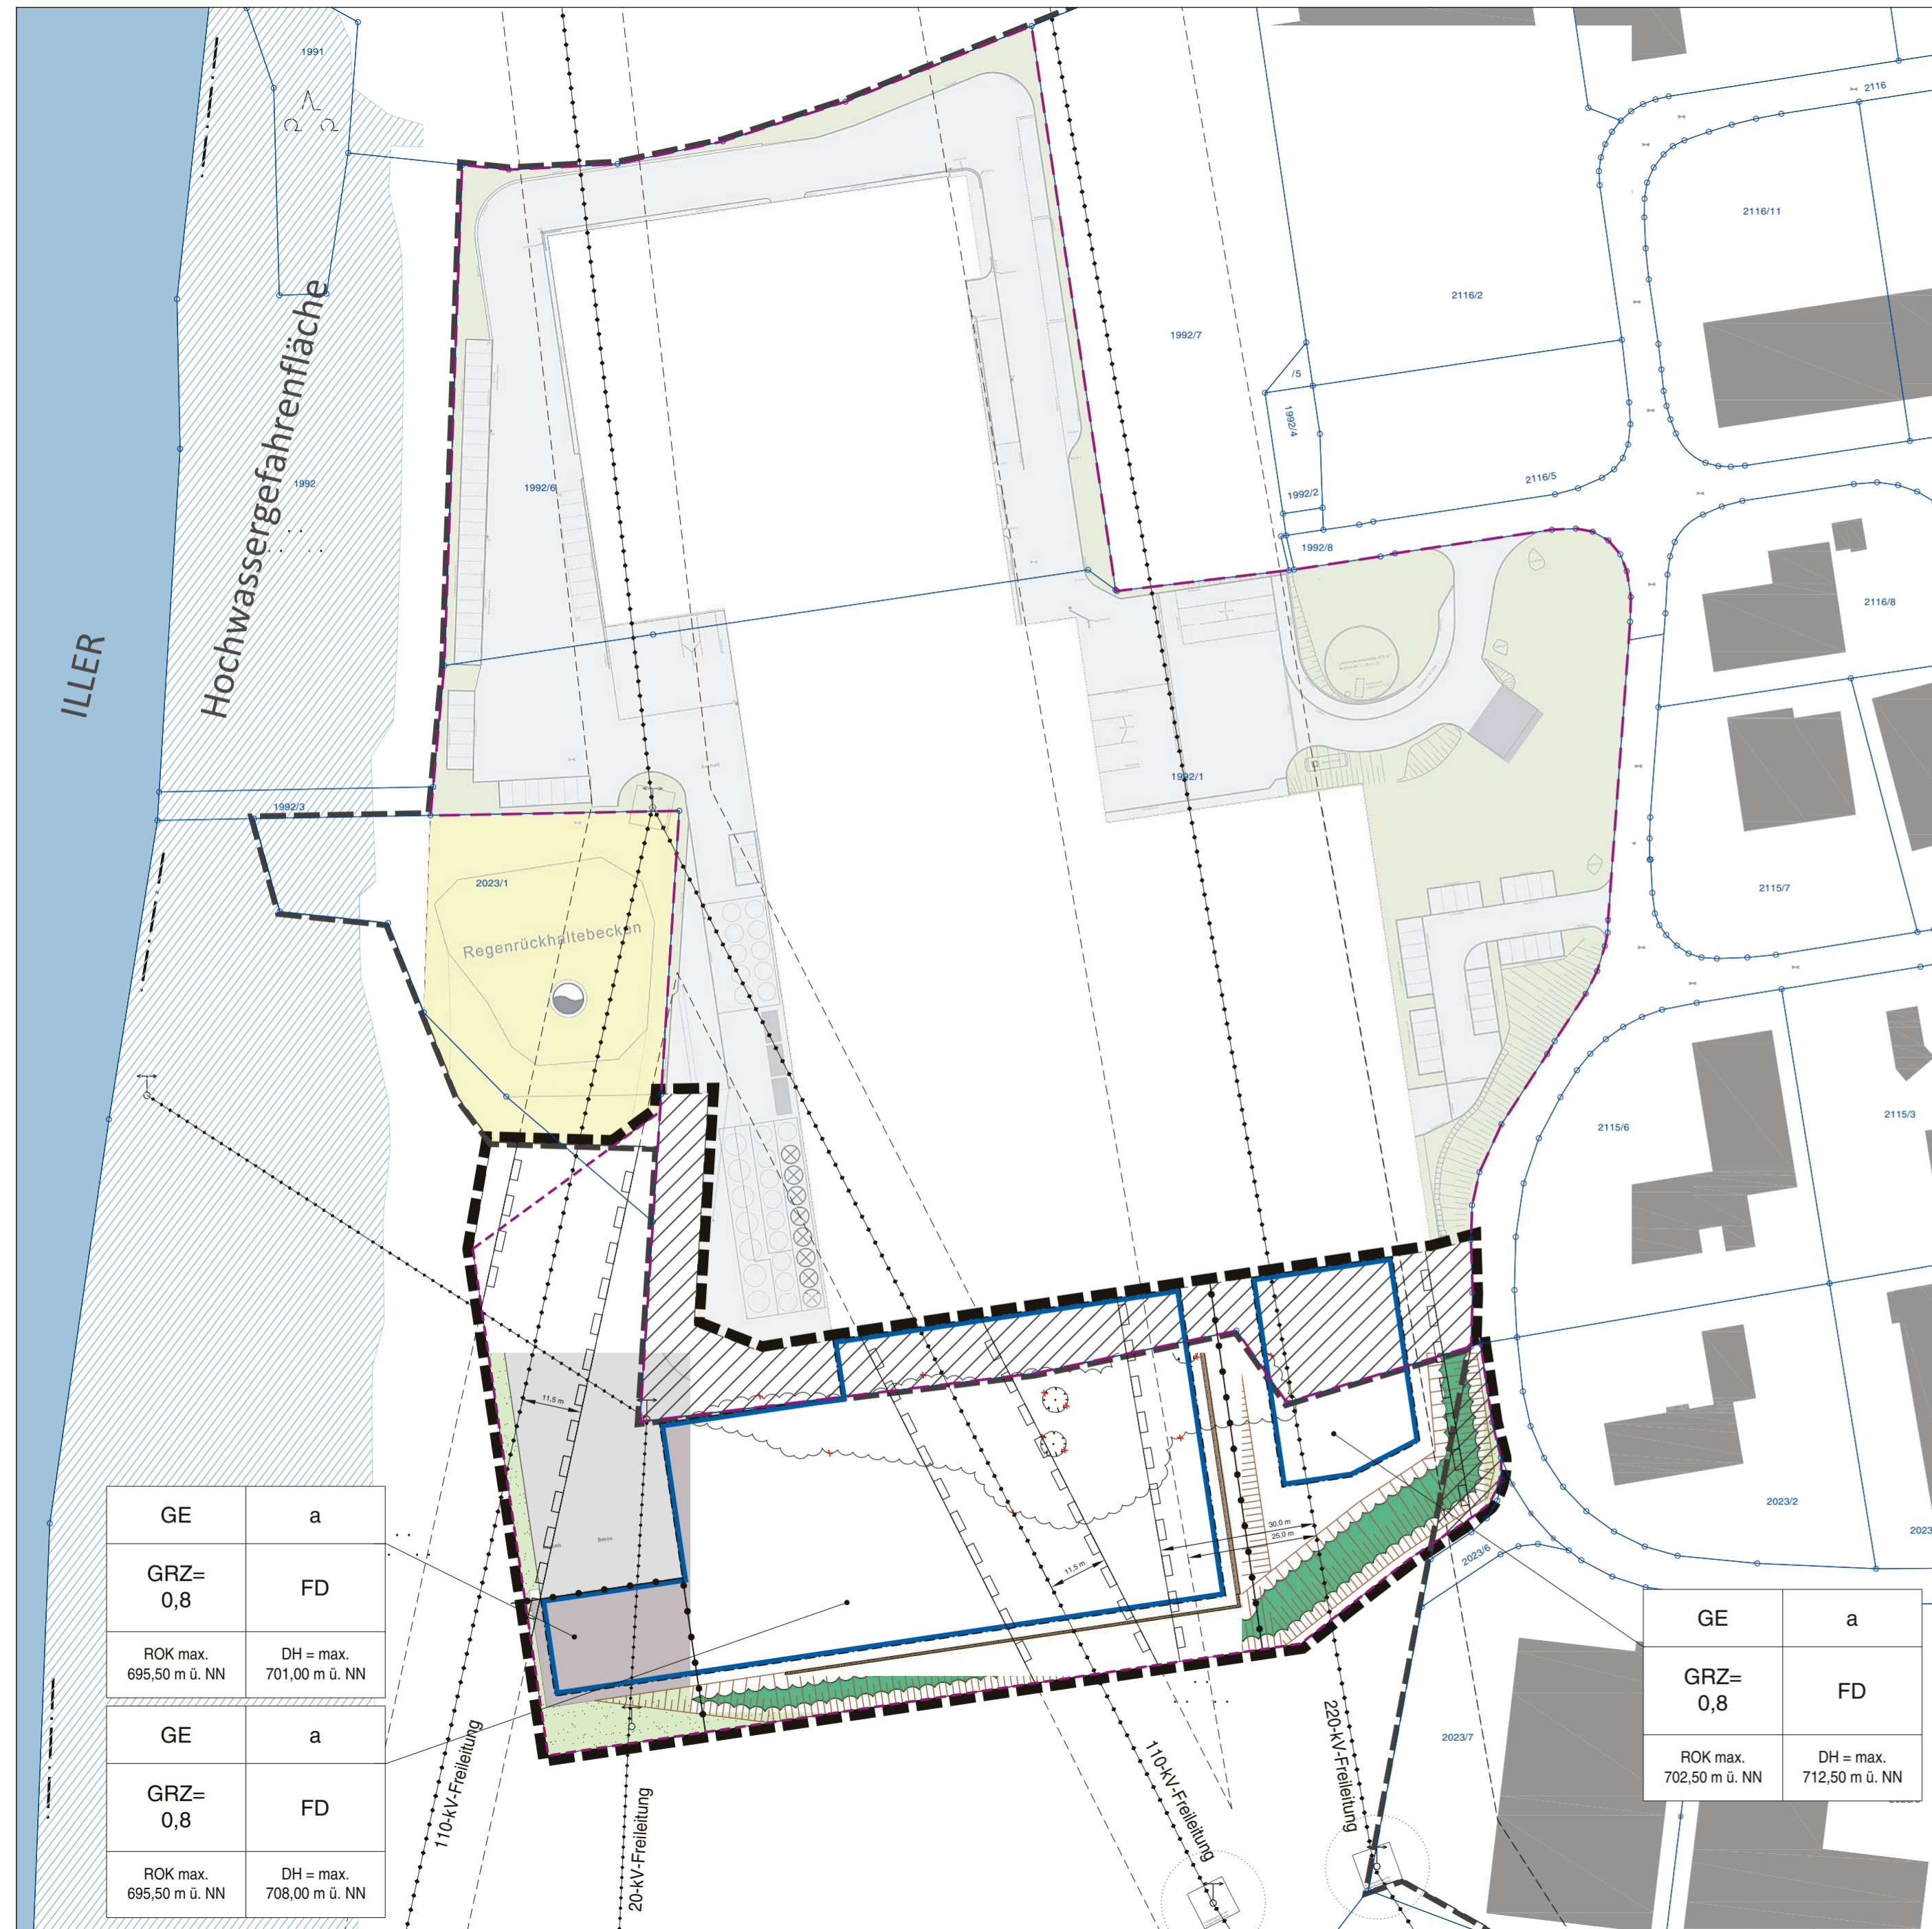 1991
2116
2116/11
2116/2
1992/7
/5
1992/4
1992/6
1992
2116/5
1992/2
1992/8
2116/8
Hochwassergefahrenfläche
ILLER
1992/1
1992/3
2023/1
2115/7
Regenrückhaltebecken
2115/3
2115/6
11,5 m
30,0 m
25,0 m
11,5 m
2023/2
2023
2023/6
GE a
GRZ= FD
0,8
ROK max. DH = max.
695,50 m ü. NN 701,00 m ü. NN
GE a
GRZ= FD
0,8
ROK max. DH = max.
695,50 m ü. NN 708,00 m ü. NN
GE a
GRZ= FD
0,8
ROK max. DH = max.
702,50 m ü. NN 712,50 m ü. NN
2023/7
110-kV-Freileitung
20-kV-Freileitung
110-kV-Freileitung
220-kV-Freileitung